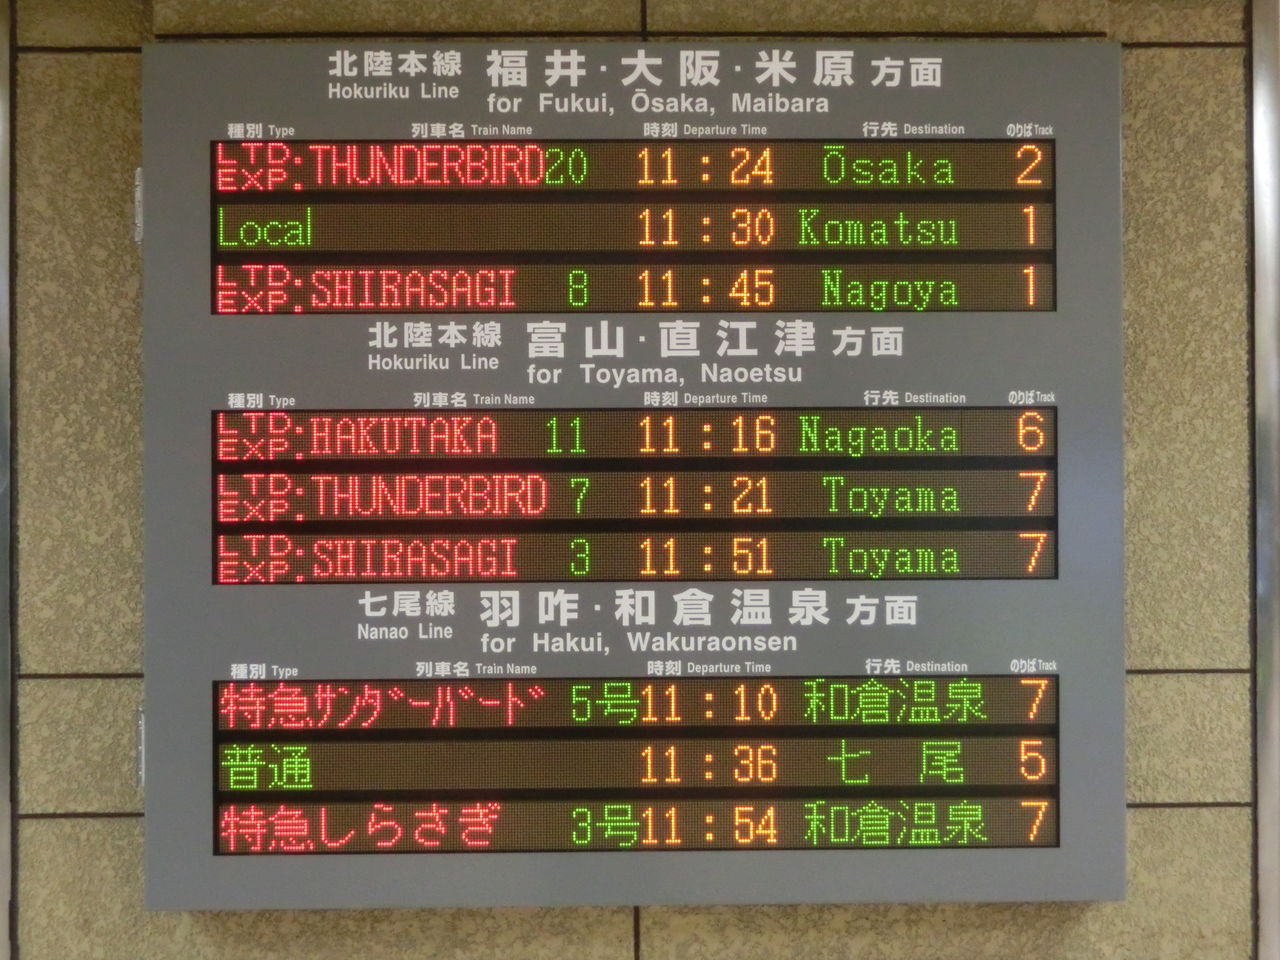 北陸本線 福井・大阪・米原方面
Hokuriku Line for Fukui, Ōsaka, Maibara
種別 Type 列車名 Train Name 時刻 Departure Time 行先 Destination のりば Track
LTD. EXP. THUNDERBIRD 20 11:24 Ōsaka 2
Local 11:30 Komatsu 1
LTD. EXP. SHIRASAGI 8 11:45 Nagoya 1
北陸本線 富山・直江津方面
Hokuriku Line for Toyama, Naoetsu
種別 Type 列車名 Train Name 時刻 Departure Time 行先 Destination のりば Track
LTD. EXP. HAKUTAKA 11 11:16 Nagaoka 6
LTD. EXP. THUNDERBIRD 7 11:21 Toyama 7
LTD. EXP. SHIRASAGI 3 11:51 Toyama 7
七尾線 羽咋・和倉温泉方面
Nanao Line for Hakui, Wakuraonsen
種別 Type 列車名 Train Name 時刻 Departure Time 行先 Destination のりば Track
特急サンダーバード 5号 11:10 和倉温泉 7
普通 11:36 七尾 5
特急しらさぎ 3号 11:54 和倉温泉 7